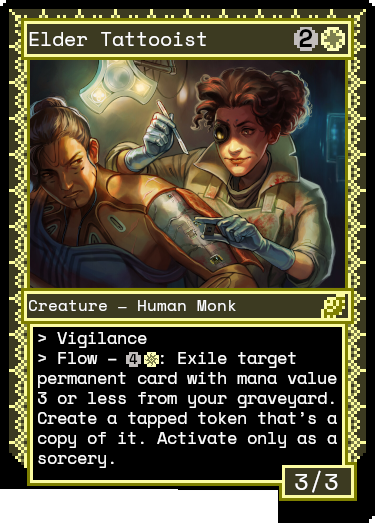 Elder Tattooist 2
Creature – Human Monk
> Vigilance
> Flow – 4 : Exile target
permanent card with mana value
3 or less from your graveyard.
Create a tapped token that's a
copy of it. Activate only as a
sorcery.
3/3